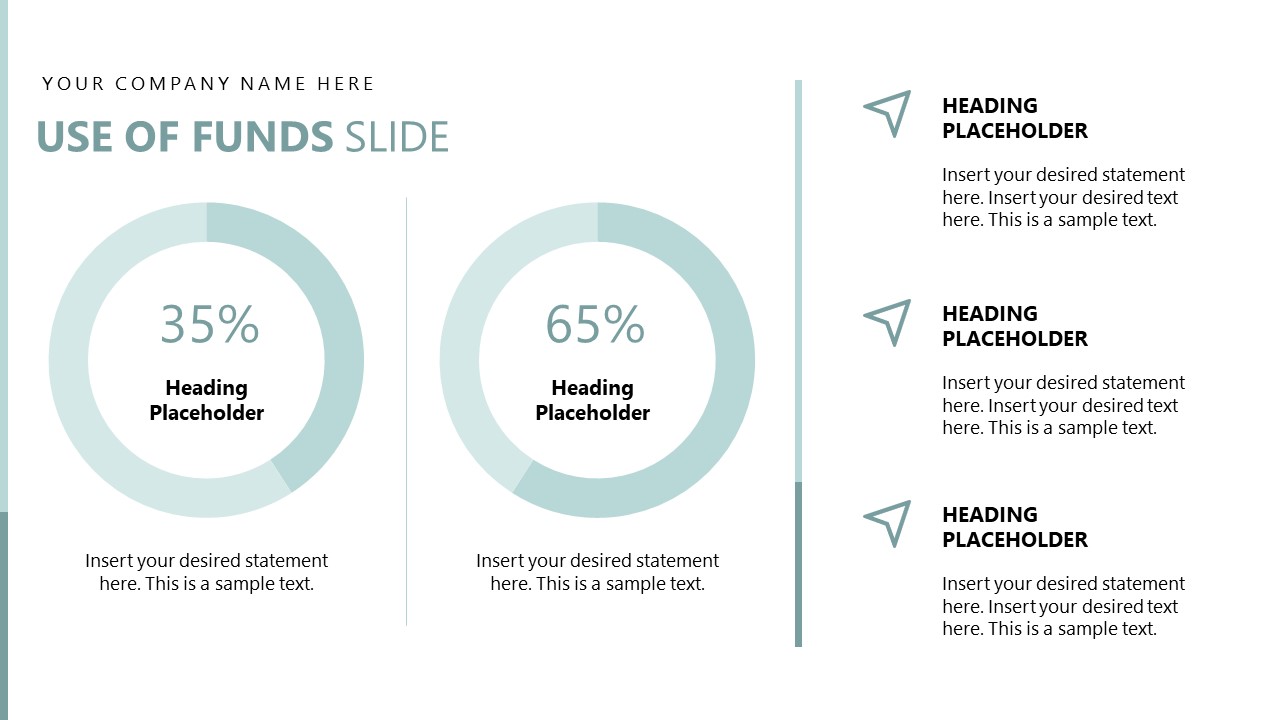 YOUR COMPANY NAME HERE
USE OF FUNDS SLIDE
35%
Heading
Placeholder
Insert your desired statement
here. This is a sample text.
65%
Heading
Placeholder
Insert your desired statement
here. This is a sample text.
HEADING
PLACEHOLDER
Insert your desired statement
here. Insert your desired text
here. This is a sample text.
HEADING
PLACEHOLDER
Insert your desired statement
here. Insert your desired text
here. This is a sample text.
HEADING
PLACEHOLDER
Insert your desired statement
here. Insert your desired text
here. This is a sample text.